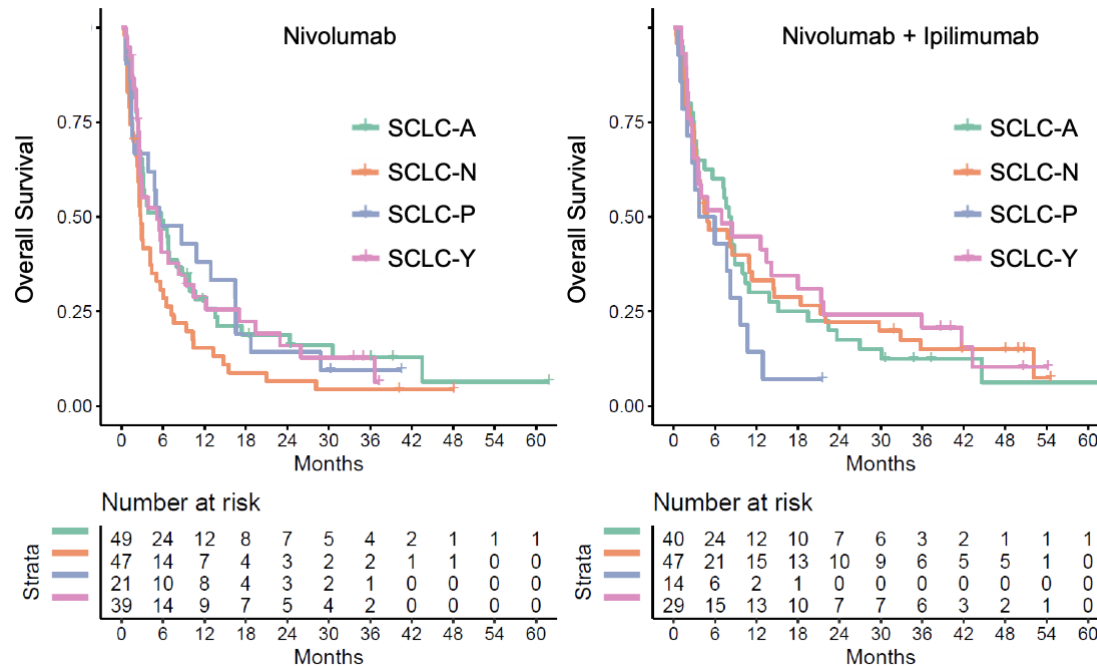 Nivolumab
Overall Survival
0.75
0.50
0.25
0.00
SCLC-A
SCLC-N
SCLC-P
SCLC-Y
0 6 12 18 24 30 36 42 48 54 60
Months
Number at risk
Strata
49 24 12 8 7 5 4 2 1 1 1
47 14 7 4 3 2 2 1 1 0 0
21 10 8 4 3 2 1 0 0 0 0
39 14 9 7 5 4 2 0 0 0 0
0 6 12 18 24 30 36 42 48 54 60
Months
Nivolumab + Ipilimumab
Overall Survival
0.75
0.50
0.25
0.00
SCLC-A
SCLC-N
SCLC-P
SCLC-Y
0 6 12 18 24 30 36 42 48 54 60
Months
Number at risk
Strata
40 24 12 10 7 6 3 2 1 1 1
47 21 15 13 10 9 6 5 5 1 0
14 6 2 1 0 0 0 0 0 0 0
29 15 13 10 7 7 6 3 2 1 0
0 6 12 18 24 30 36 42 48 54 60
Months